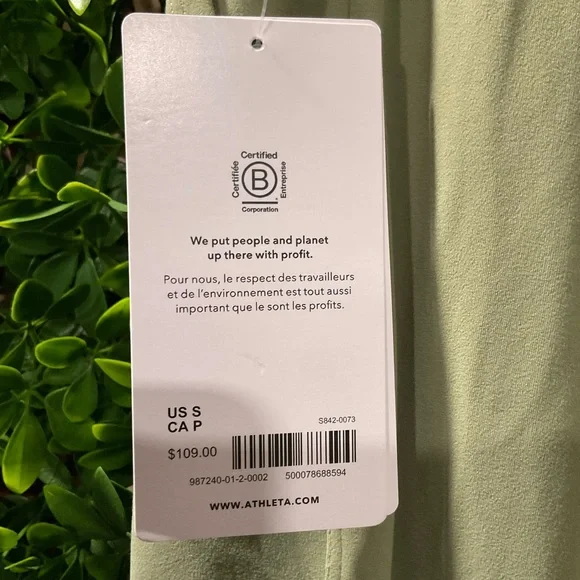 Certified
Certifiée
B
Entreprise
Corporation
We put people and planet
up there with profit.
Pour nous, le respect des travailleurs
et de l'environnement est tout aussi
important que le sont les profits.
US S
CA P
S842-0073
$109.00
987240-01-2-0002 500078688594
WWW.ATHLETA.COM